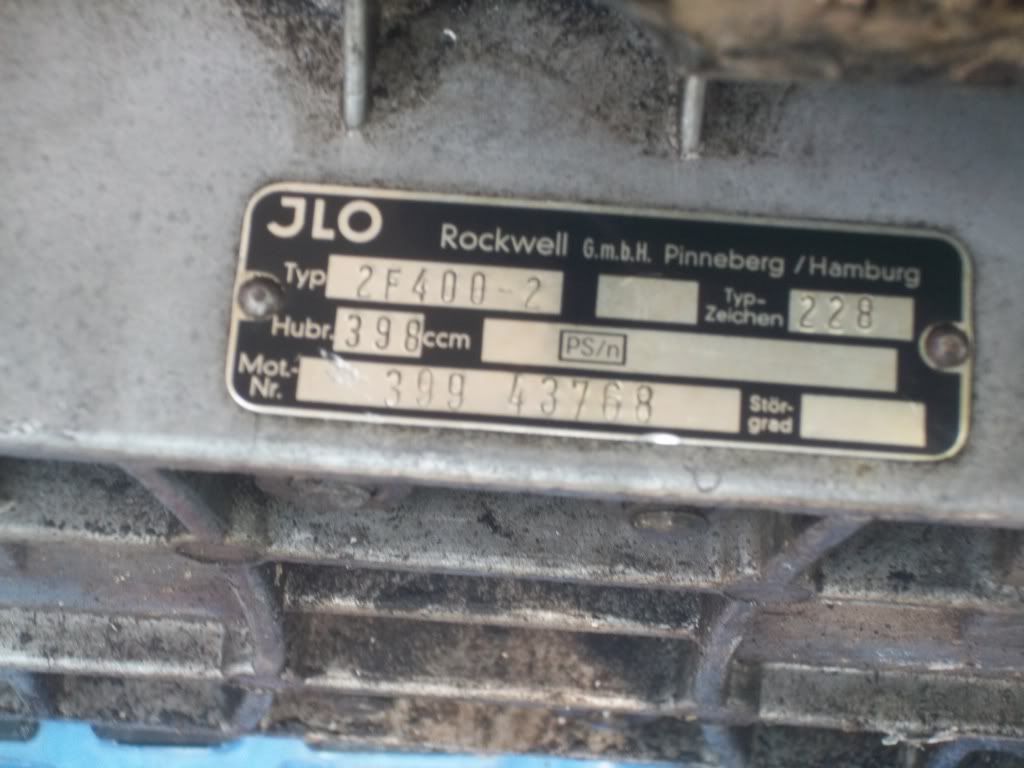 JLO Rockwell G.m.b.H. Pinneberg / Hamburg
Typ 2F400-2 Typ-Zeichen 228
Hubr. 398 ccm PS/n
Mot.-Nr. 399 43768 Stör-grad